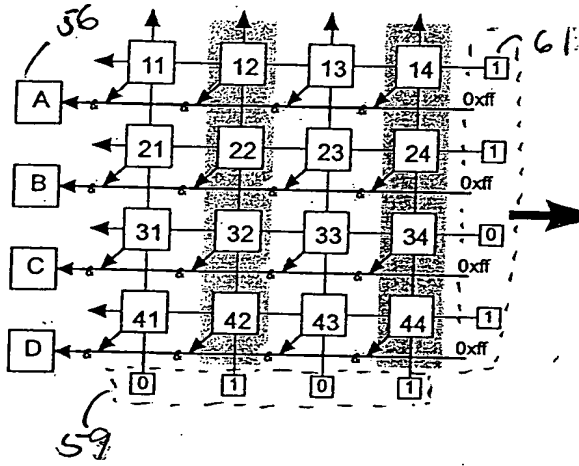 56
11 12 13 14 1 61
A & & & & 0xff
21 22 23 24 1
B & & & & 0xff
31 32 33 34 0
C & & & & 0xff
41 42 43 44 1
D & & & & 0xff
0 1 0 1
59